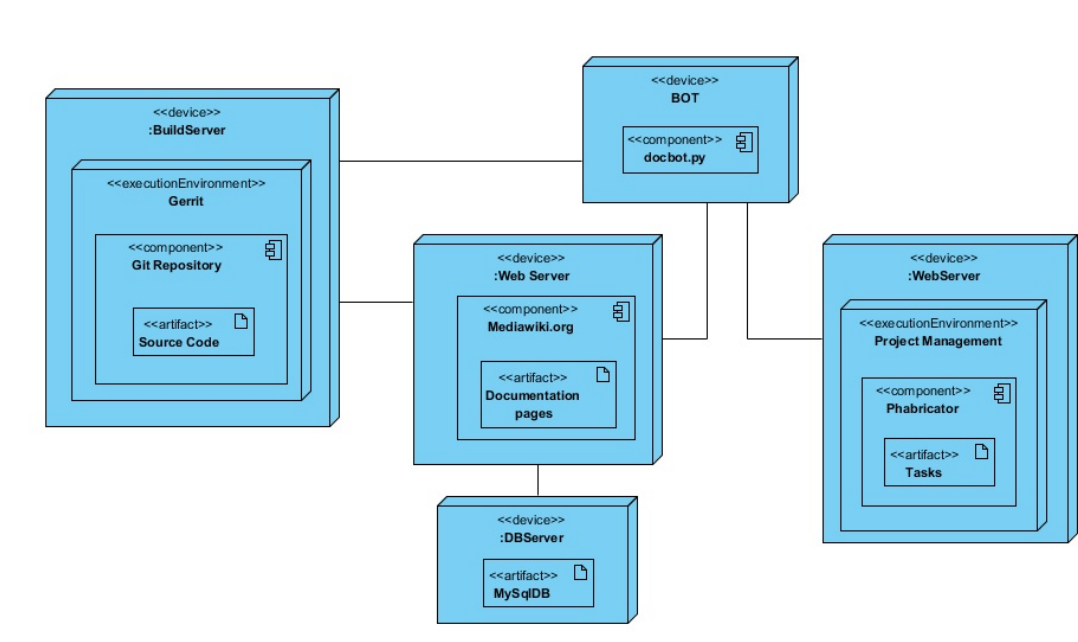 <<device>>
:BuildServer
<<executionEnvironment>>
Gerrit
<<component>>
Git Repository
<<artifact>>
Source Code
<<device>>
BOT
<<component>>
docbot.py
<<device>>
:Web Server
<<component>>
Mediawiki.org
<<artifact>>
Documentation
pages
<<device>>
:DBServer
<<artifact>>
MySqlDB
<<device>>
:WebServer
<<executionEnvironment>>
Project Management
<<component>>
Phabricator
<<artifact>>
Tasks